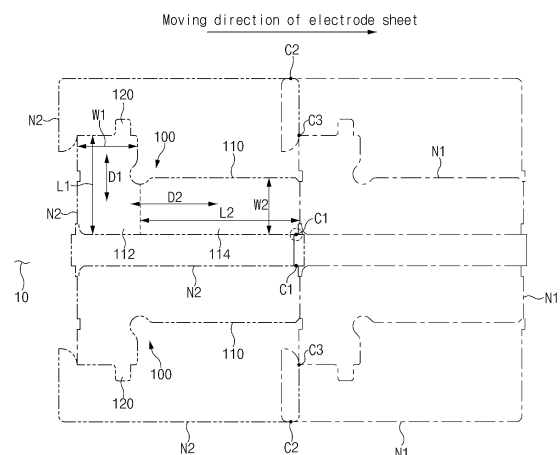 Moving direction of electrode sheet
C2
120
N2
W1
C3
100
110
N1
D1
L1
W2
D2
L2
N2
C1
112
114
N2
C1
10
N1
110
C3
100
120
N2
C2
N1